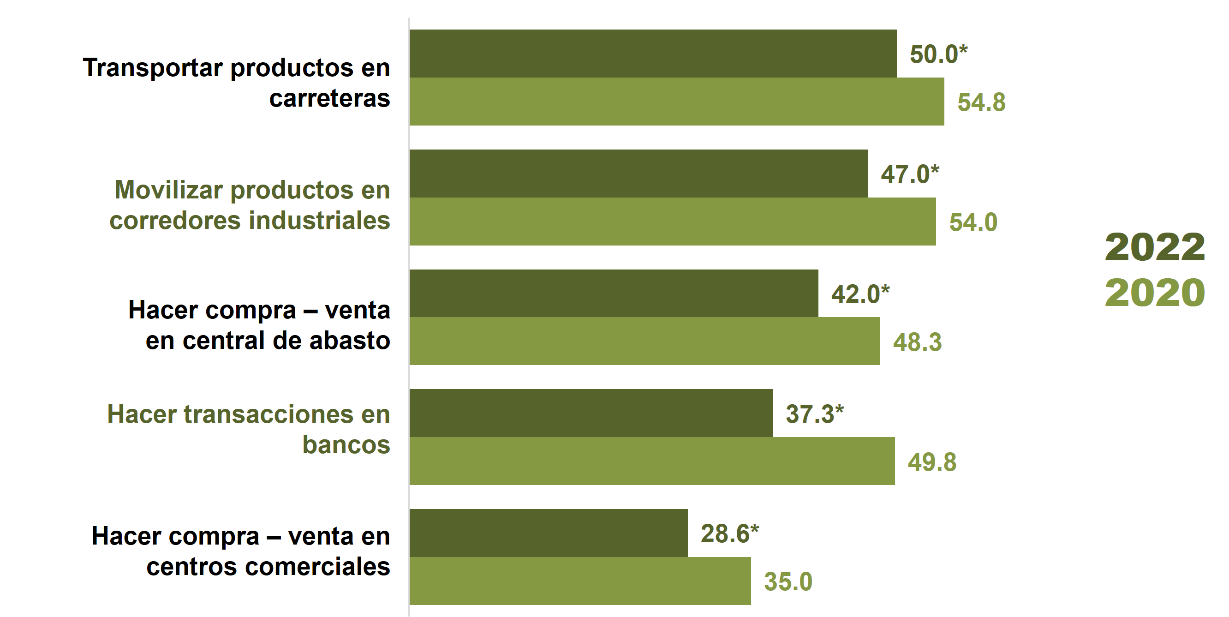 Transportar productos en
carreteras
50.0*
54.8
Movilizar productos en
corredores industriales
47.0*
54.0
Hacer compra – venta
en central de abasto
42.0*
48.3
Hacer transacciones en
bancos
37.3*
49.8
Hacer compra – venta en
centros comerciales
28.6*
35.0
2022
2020